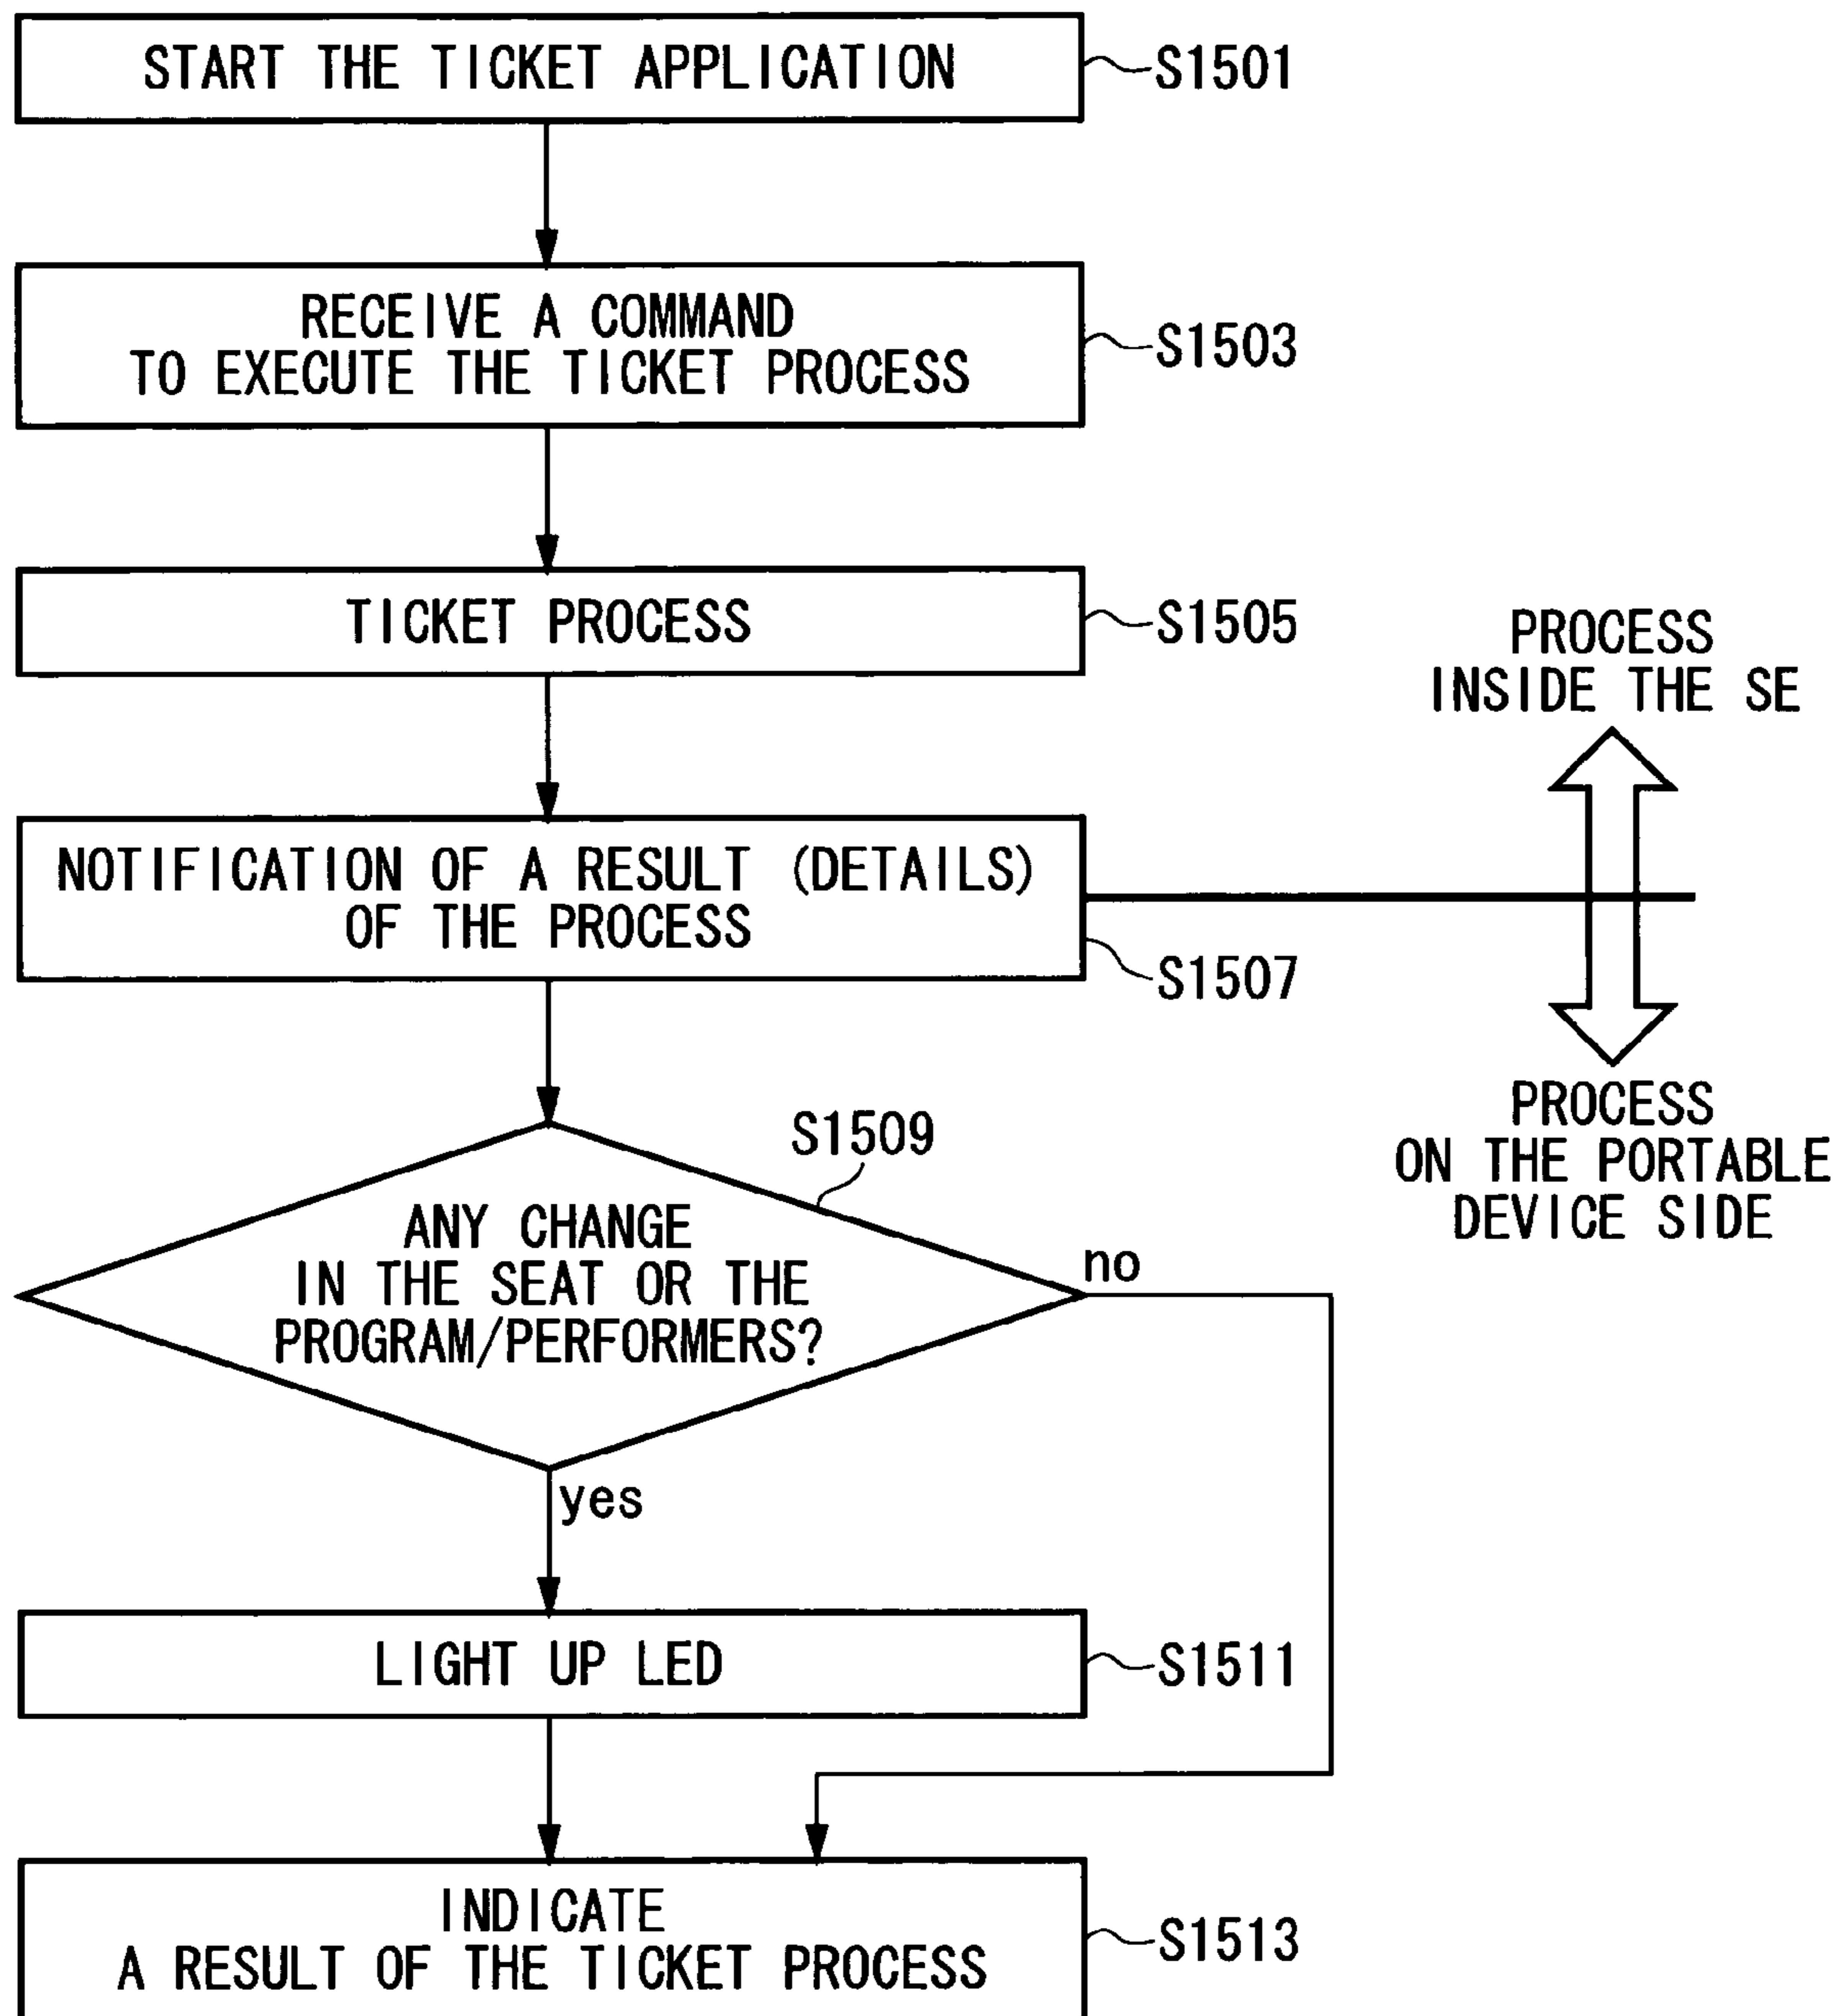 START THE TICKET APPLICATION
S1501
RECEIVE A COMMAND
TO EXECUTE THE TICKET PROCESS
S1503
TICKET PROCESS
S1505
PROCESS
INSIDE THE SE
NOTIFICATION OF A RESULT (DETAILS)
OF THE PROCESS
S1507
PROCESS
ON THE PORTABLE
DEVICE SIDE
S1509
ANY CHANGE
IN THE SEAT OR THE
PROGRAM/PERFORMERS?
no
yes
LIGHT UP LED
S1511
INDICATE
A RESULT OF THE TICKET PROCESS
S1513